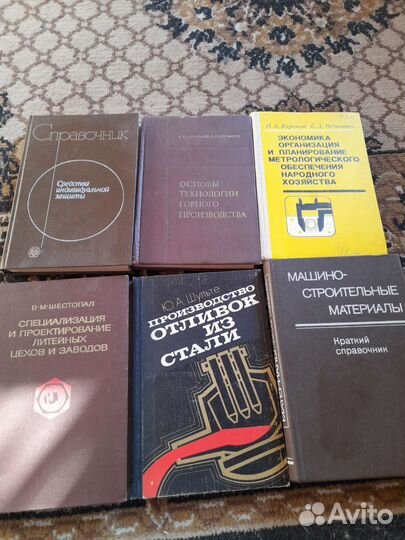 Справочник
Средства
индивидуальной
защиты
ОСНОВЫ
ТЕХНОЛОГИИ
ГОРНОГО
ПРОИЗВОДСТВА
ЭКОНОМИКА
ОРГАНИЗАЦИЯ
И ПЛАНИРОВАНИЕ
МЕТРОЛОГИЧЕСКОГО
ОБЕСПЕЧЕНИЯ
НАРОДНОГО
ХОЗЯЙСТВА
В·М·ШЕСТОПАЛ
СПЕЦИАЛИЗАЦИЯ
И ПРОЕКТИРОВАНИЕ
ЛИТЕЙНЫХ
ЦЕХОВ И ЗАВОДОВ
Ю.А.Шульте
ПРОИЗВОДСТВО
ОТЛИВОК
ИЗ
СТАЛИ
МАШИНО-
СТРОИТЕЛЬНЫЕ
МАТЕРИАЛЫ
Краткий
справочник
Avito